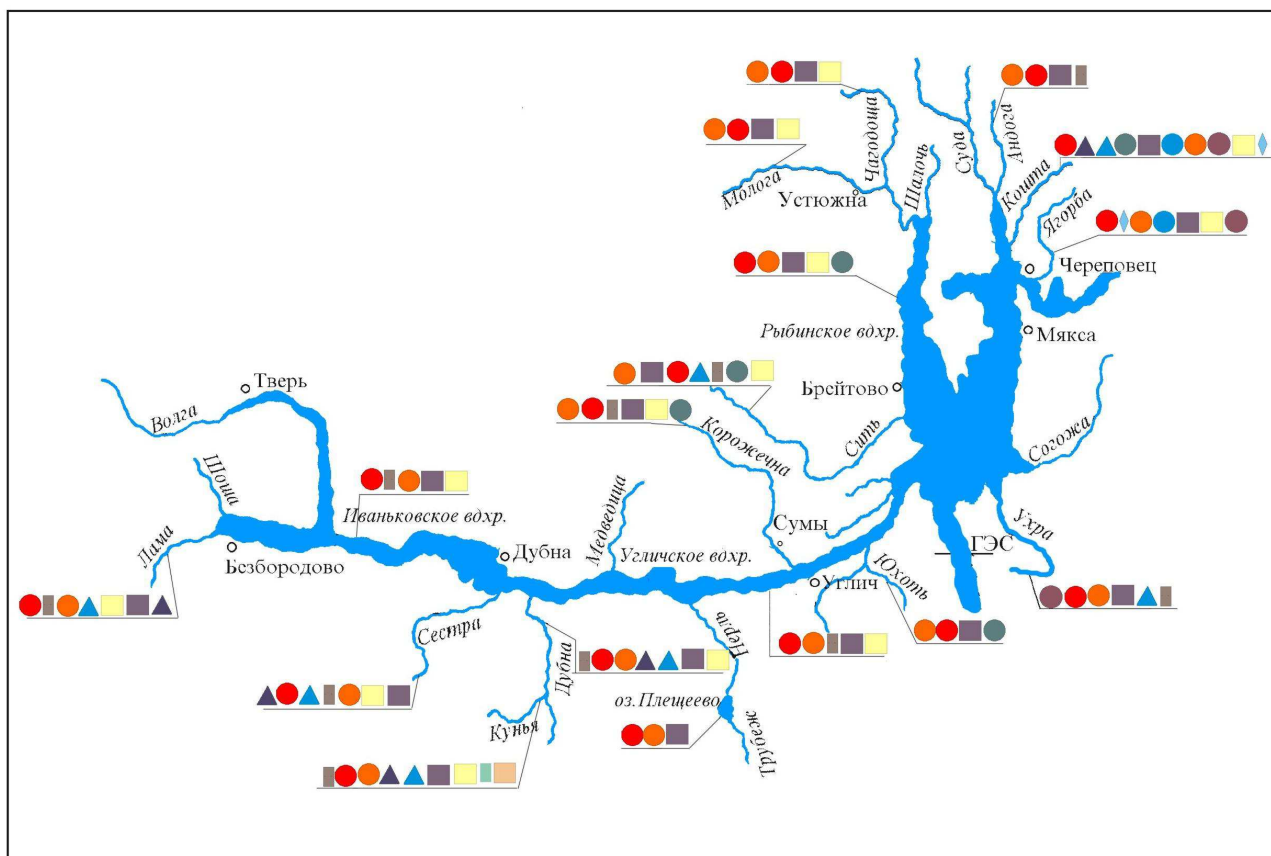 Чагодоща
Суда
Андога
Шалочь
Кошта
Молога
Устюжна
Ягорба
Череповец
Рыбинское вдхр.
Мякса
Тверь
Брейтово
Волга
Корожечна
Сить
Согожа
Шоша
Иваньковское вдхр.
Медведица
Сумы
Ухра
Лама
Безбородово
Дубна
Угличское вдхр.
ГЭС
Углич
Юхоть
Сестра
Дубна
Нерль
оз. Плещеево
Кунья
Трубеж